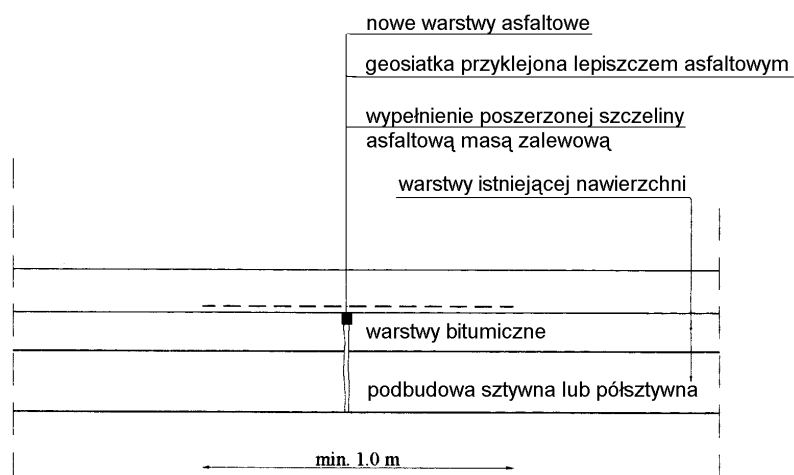 nowe warstwy asfaltowe
geosiatka przyklejona lepiszczem asfaltowym
wypełnienie poszerzonej szczeliny
asfaltową masą zalewową
warstwy istniejącej nawierzchni
warstwy bitumiczne
podbudowa sztywna lub półsztywna
min. 1.0 m